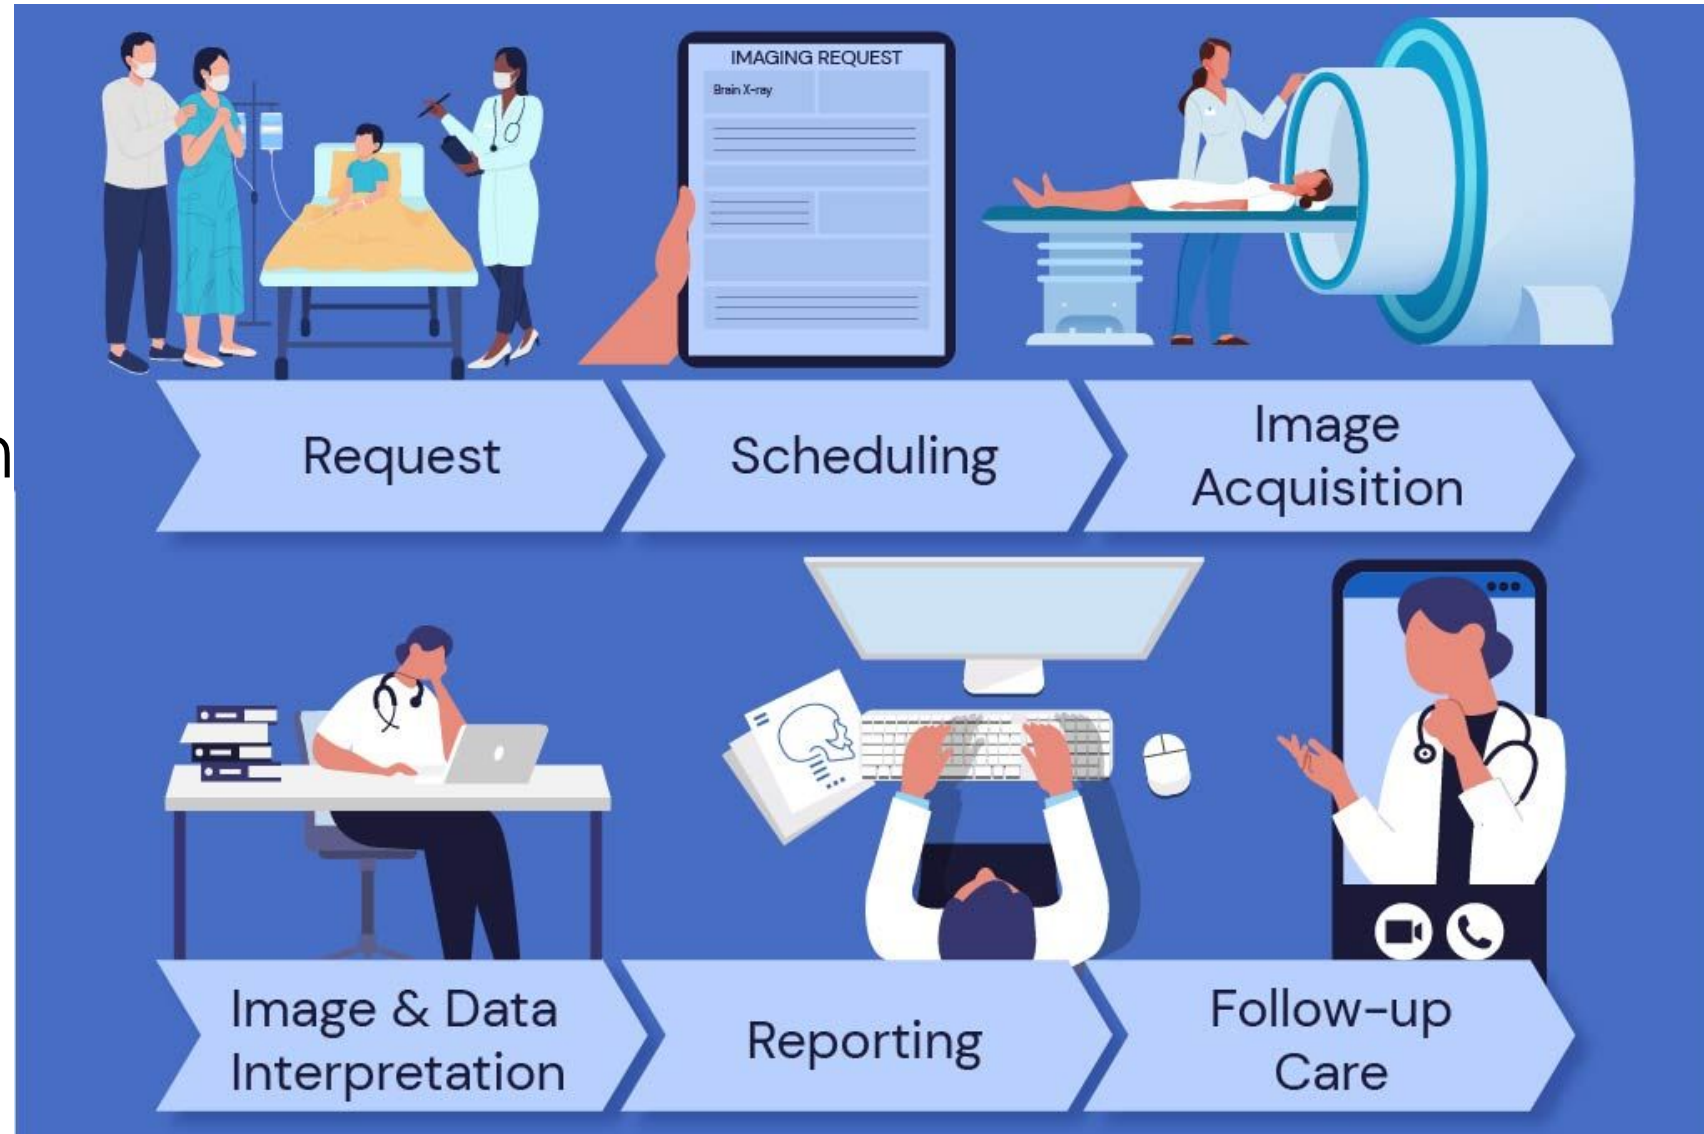 IMAGING REQUEST
Brain X-ray
Request
Scheduling
Image
Acquisition
Image & Data
Interpretation
Reporting
Follow-up
Care